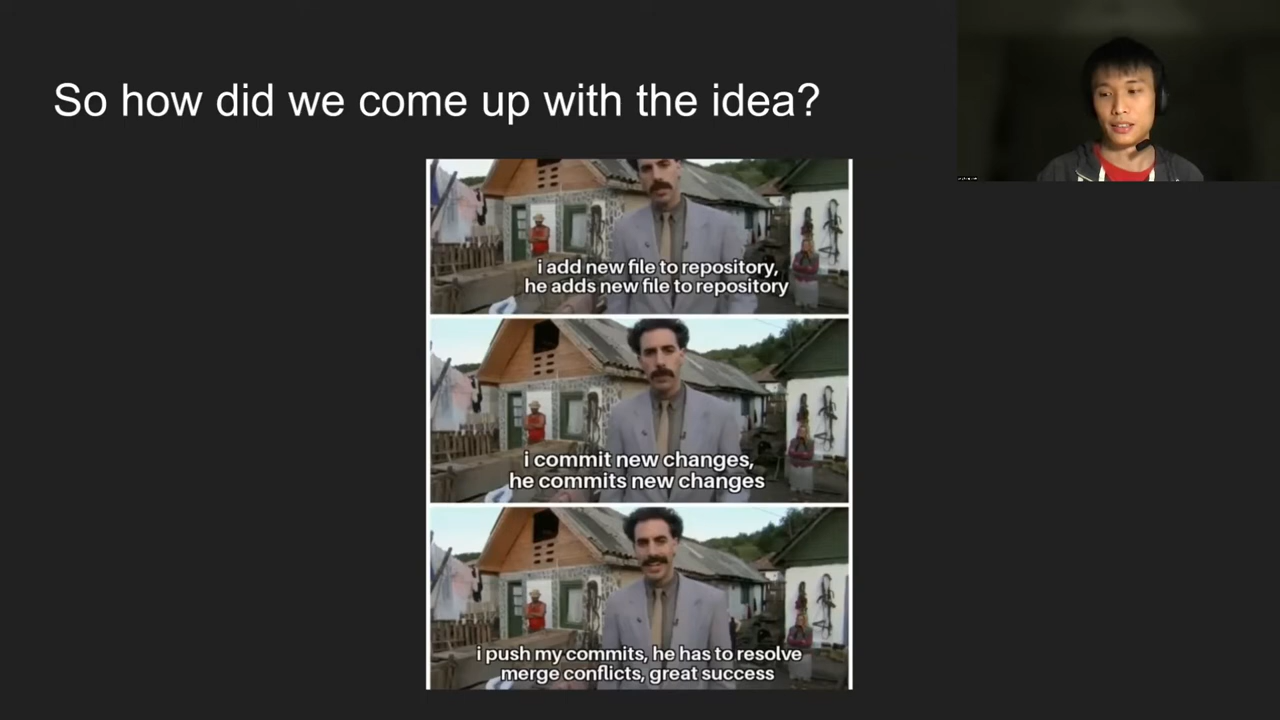 So how did we come up with the idea?
i add new file to repository,
he adds new file to repository
i commit new changes,
he commits new changes
i push my commits, he has to resolve
merge conflicts, great success